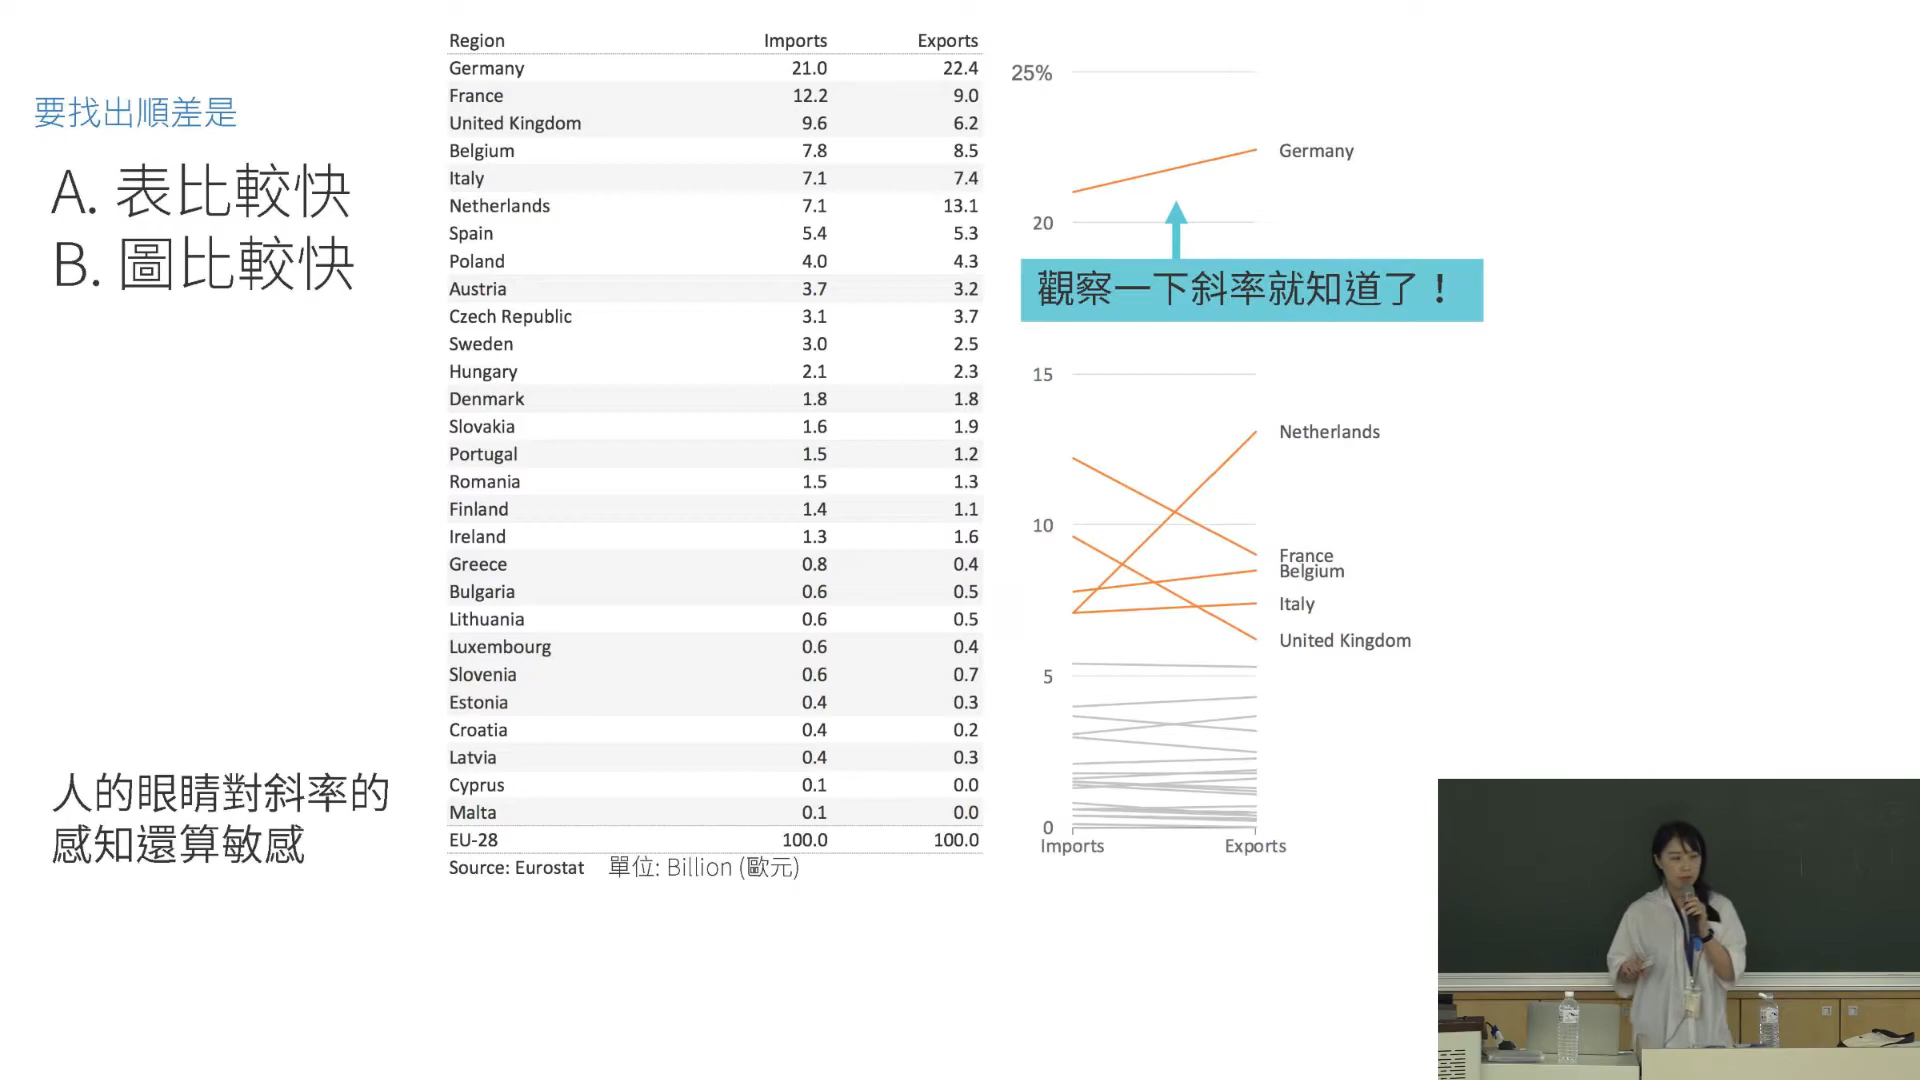 要找出順差是
A. 表比較快
B. 圖比較快
人的眼睛對斜率的
感知還算敏感
Region Imports Exports
Germany 21.0 22.4
France 12.2 9.0
United Kingdom 9.6 6.2
Belgium 7.8 8.5
Italy 7.1 7.4
Netherlands 7.1 13.1
Spain 5.4 5.3
Poland 4.0 4.3
Austria 3.7 3.2
Czech Republic 3.1 3.7
Sweden 3.0 2.5
Hungary 2.1 2.3
Denmark 1.8 1.8
Slovakia 1.6 1.9
Portugal 1.5 1.2
Romania 1.5 1.3
Finland 1.4 1.1
Ireland 1.3 1.6
Greece 0.8 0.4
Bulgaria 0.6 0.5
Lithuania 0.6 0.5
Luxembourg 0.6 0.4
Slovenia 0.6 0.7
Estonia 0.4 0.3
Croatia 0.4 0.2
Latvia 0.4 0.3
Cyprus 0.1 0.0
Malta 0.1 0.0
EU-28 100.0 100.0
Source: Eurostat 單位: Billion (歐元)
25%
Germany
20
觀察一下斜率就知道了！
15
Netherlands
10
France
Belgium
Italy
United Kingdom
5
0
Imports Exports